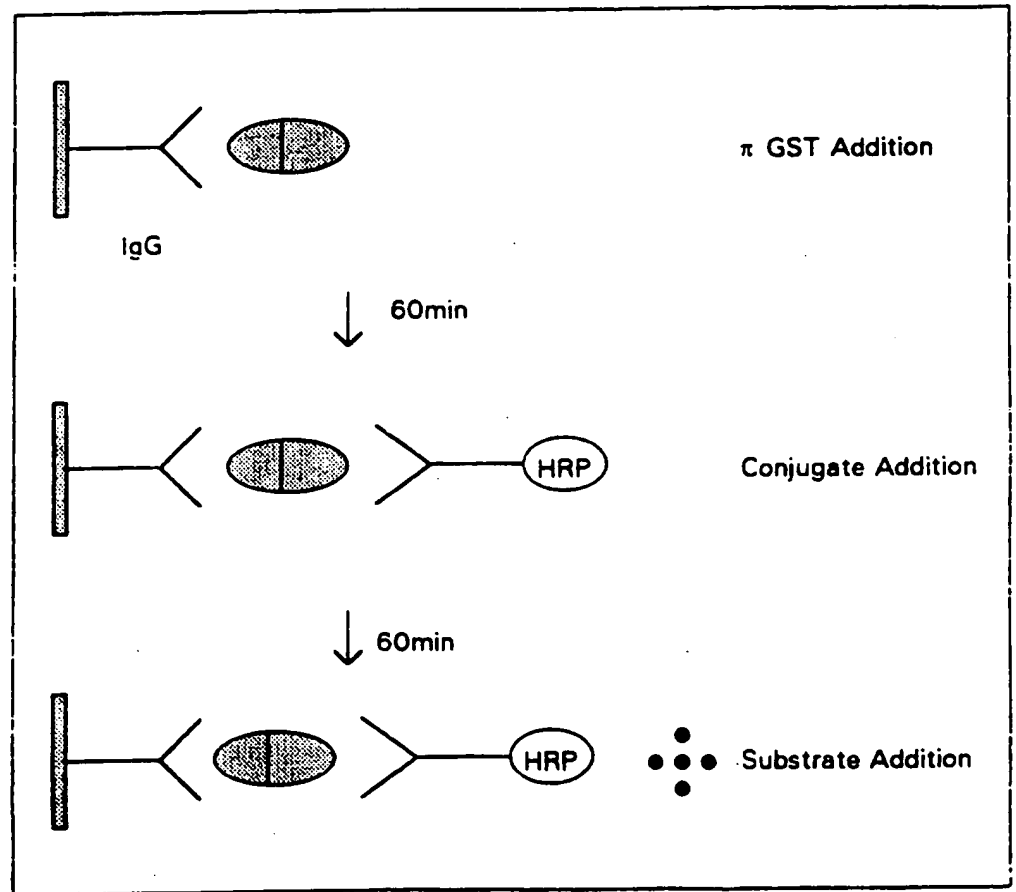 π GST Addition
IgG
60min
HRP
Conjugate Addition
60min
HRP
Substrate Addition